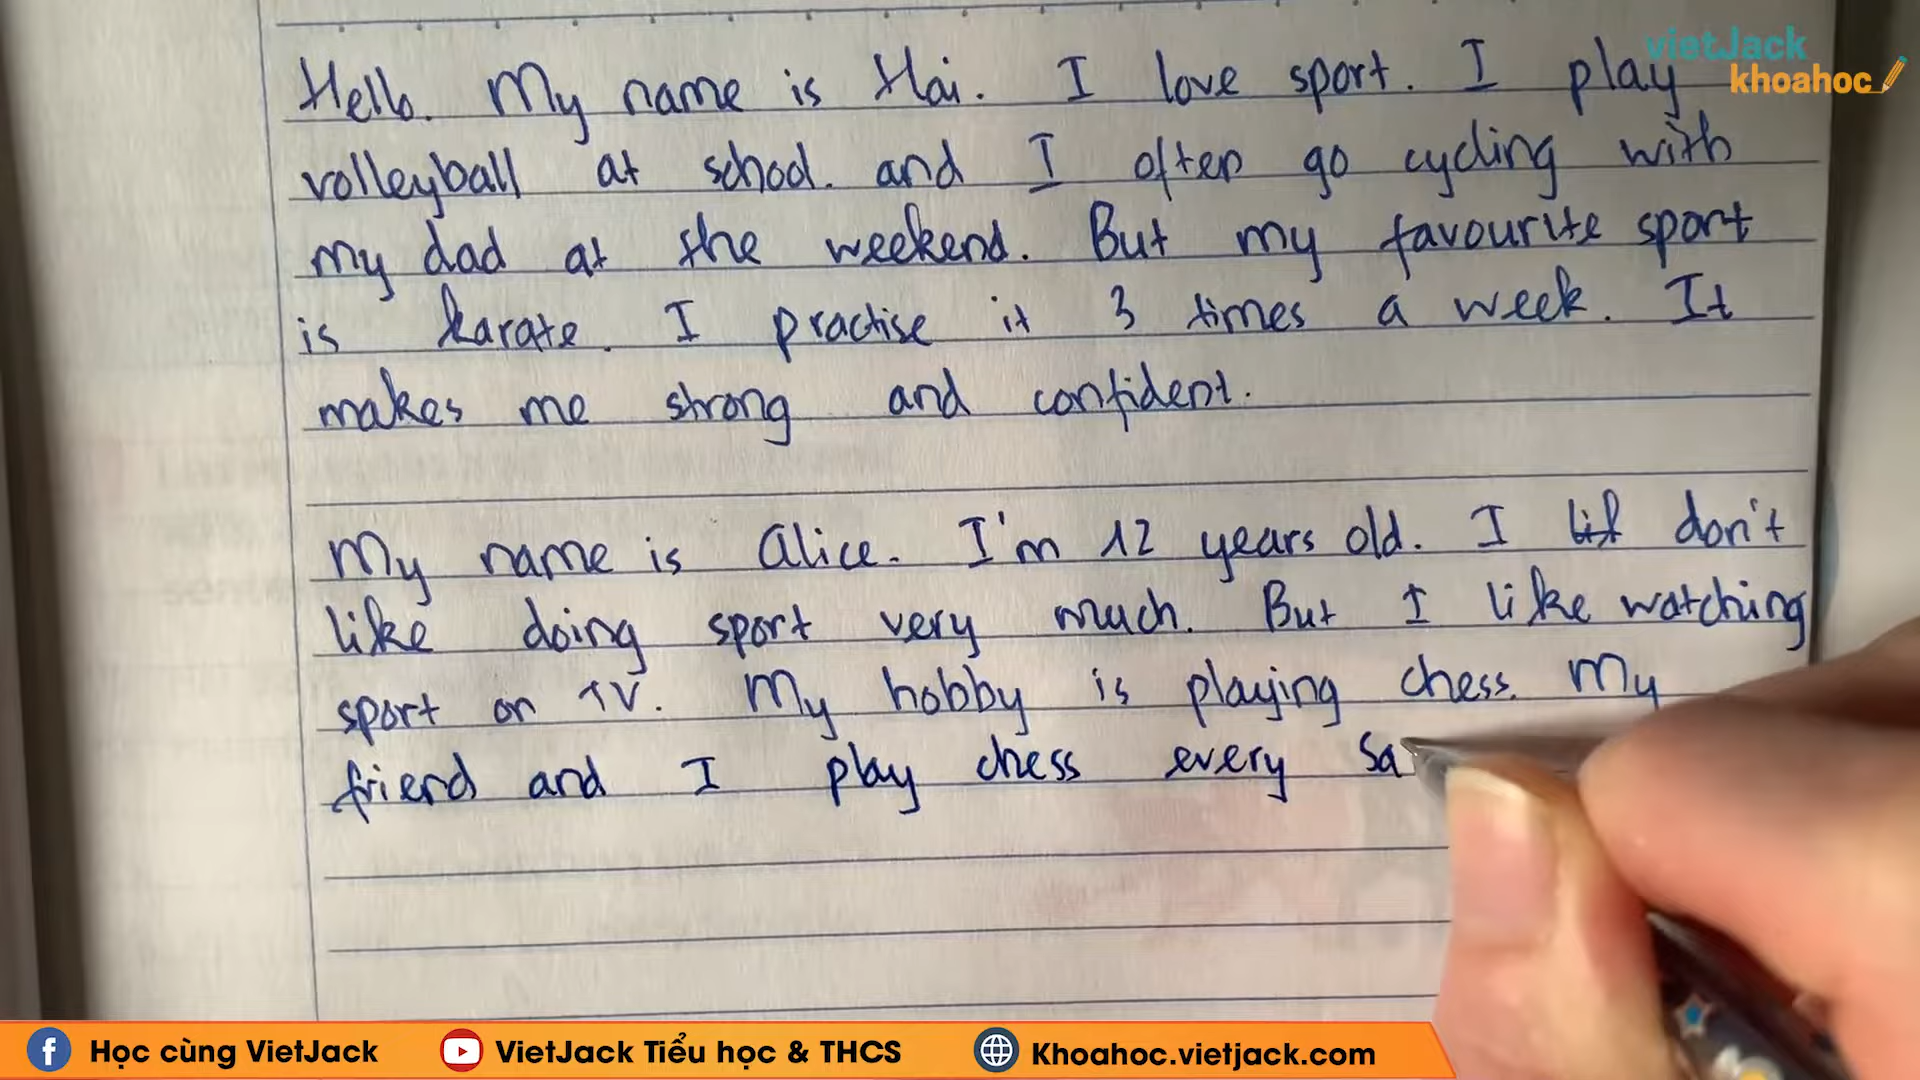 vietJack
khoahoc
Hello. My name is Hai. I love sport. I play
volleyball at school. and I often go cycling with
my dad at the weekend. But my favourite sport
is karate. I practise it 3 times a week. It
makes me strong and confident.
My name is Alice. I'm 12 years old. I don't
like doing sport very much. But I like watching
sport on TV. My hobby is playing chess. My
friend and I play chess every Sa
Học cùng VietJack
VietJack Tiểu học & THCS
Khoahoc.vietjack.com